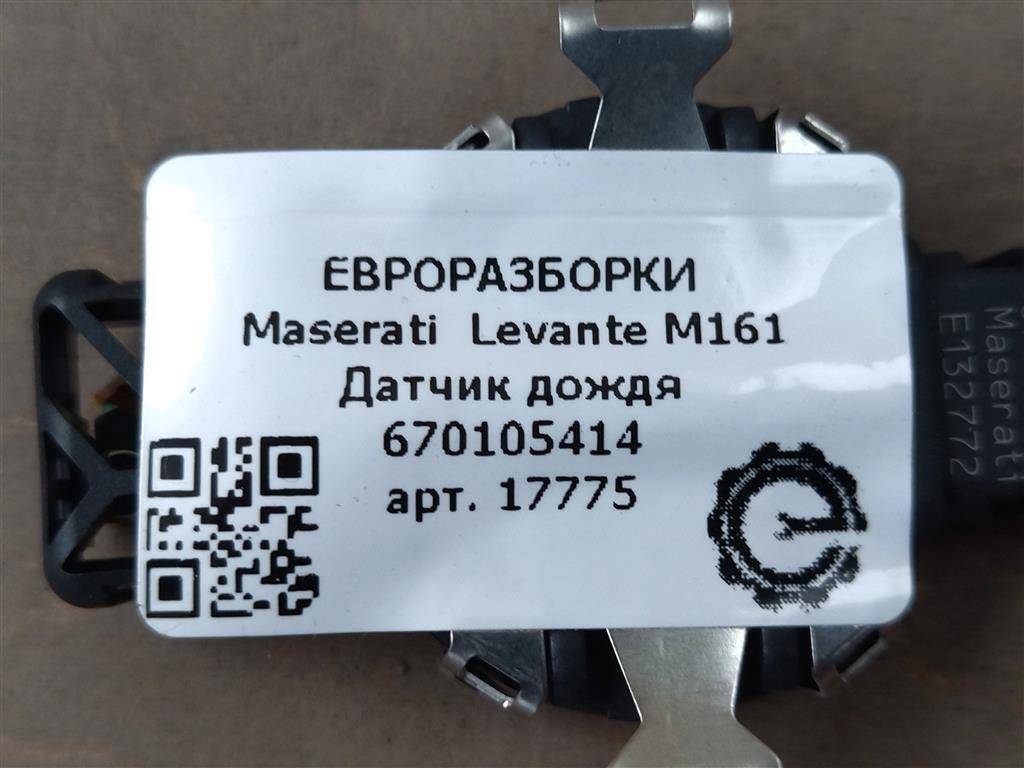 ЕВРОРАЗБОРКИ
Maserati Levante M161
Датчик дождя
670105414
арт. 17775
Maserati
E132772